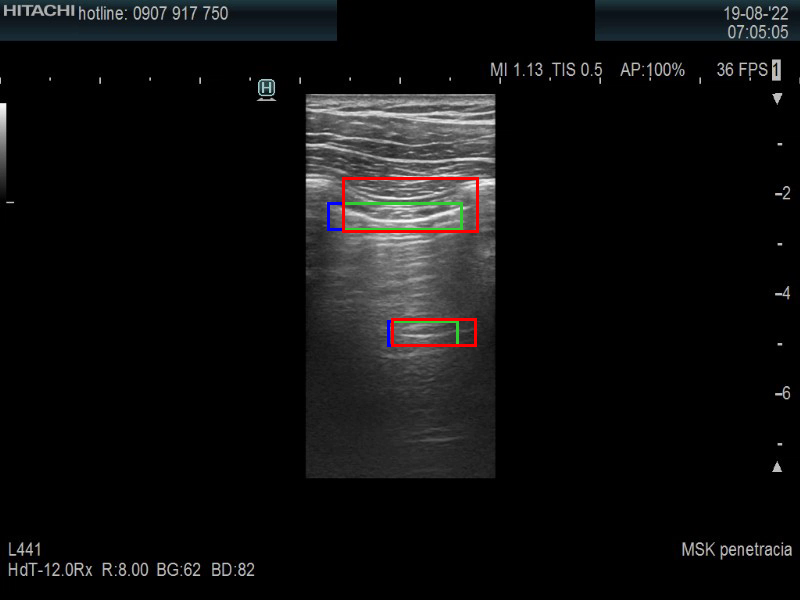 HITACHI hotline: 0907 917 750
19-08-'22
07:05:05
MI 1.13 TIS 0.5 AP:100% 36 FPS 1
H
-2
-4
-6
L441
HdT-12.0Rx R:8.00 BG:62 BD:82
MSK penetracia